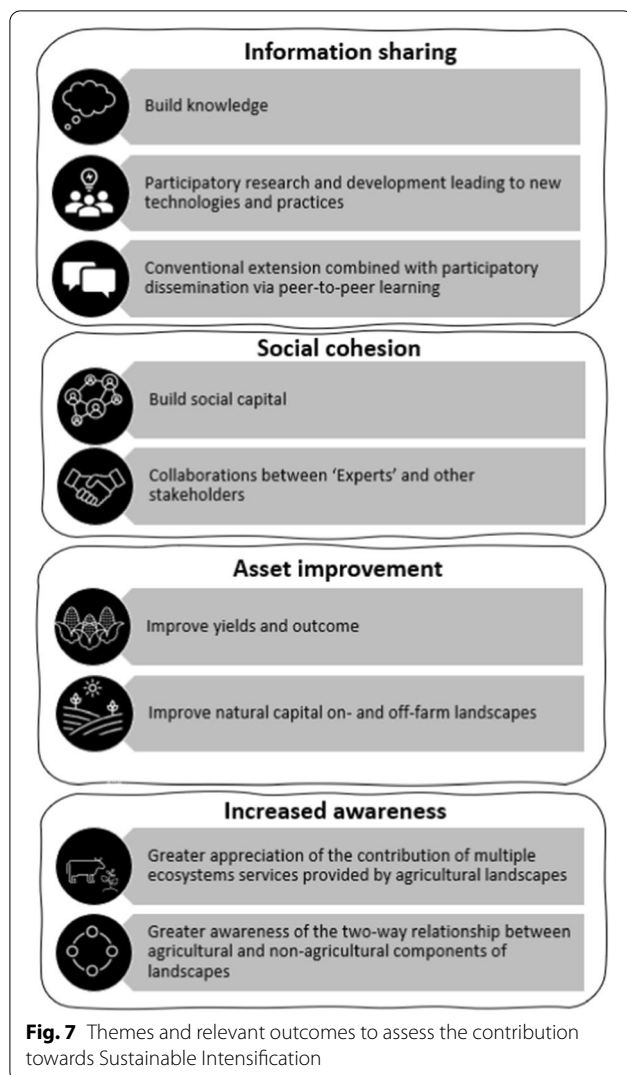 Information sharing
Build knowledge
Participatory research and development leading to new
technologies and practices
Conventional extension combined with participatory
dissemination via peer-to-peer learning
Social cohesion
Build social capital
Collaborations between ‘Experts’ and other
stakeholders
Asset improvement
Improve yields and outcome
Improve natural capital on- and off-farm landscapes
Increased awareness
Greater appreciation of the contribution of multiple
ecosystems services provided by agricultural landscapes
Greater awareness of the two-way relationship between
agricultural and non-agricultural components of
landscapes
Fig. 7 Themes and relevant outcomes to assess the contribution
towards Sustainable Intensification